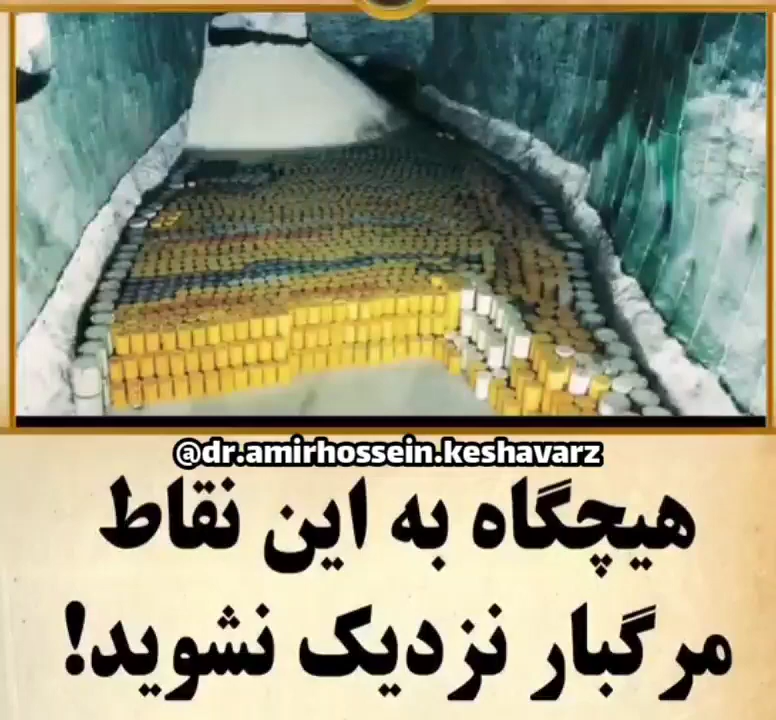 @dr.amirhossein.keshavarz
هیچگاه به این نقاط
مرگبار نزدیک نشوید!